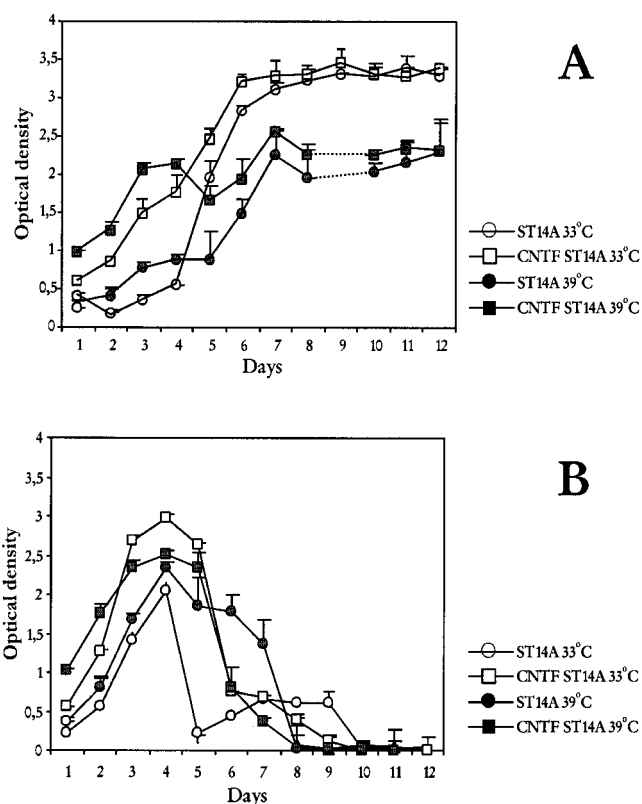 A
Optical density
4
3,5
3
2,5
2
1,5
1
0,5
0
1 2 3 4 5 6 7 8 9 10 11 12
Days
ST14A 33°C
CNTF ST14A 33°C
ST14A 39°C
CNTF ST14A 39°C
B
Optical density
4
3,5
3
2,5
2
1,5
1
0,5
0
1 2 3 4 5 6 7 8 9 10 11 12
Days
ST14A 33°C
CNTF ST14A 33°C
ST14A 39°C
CNTF ST14A 39°C